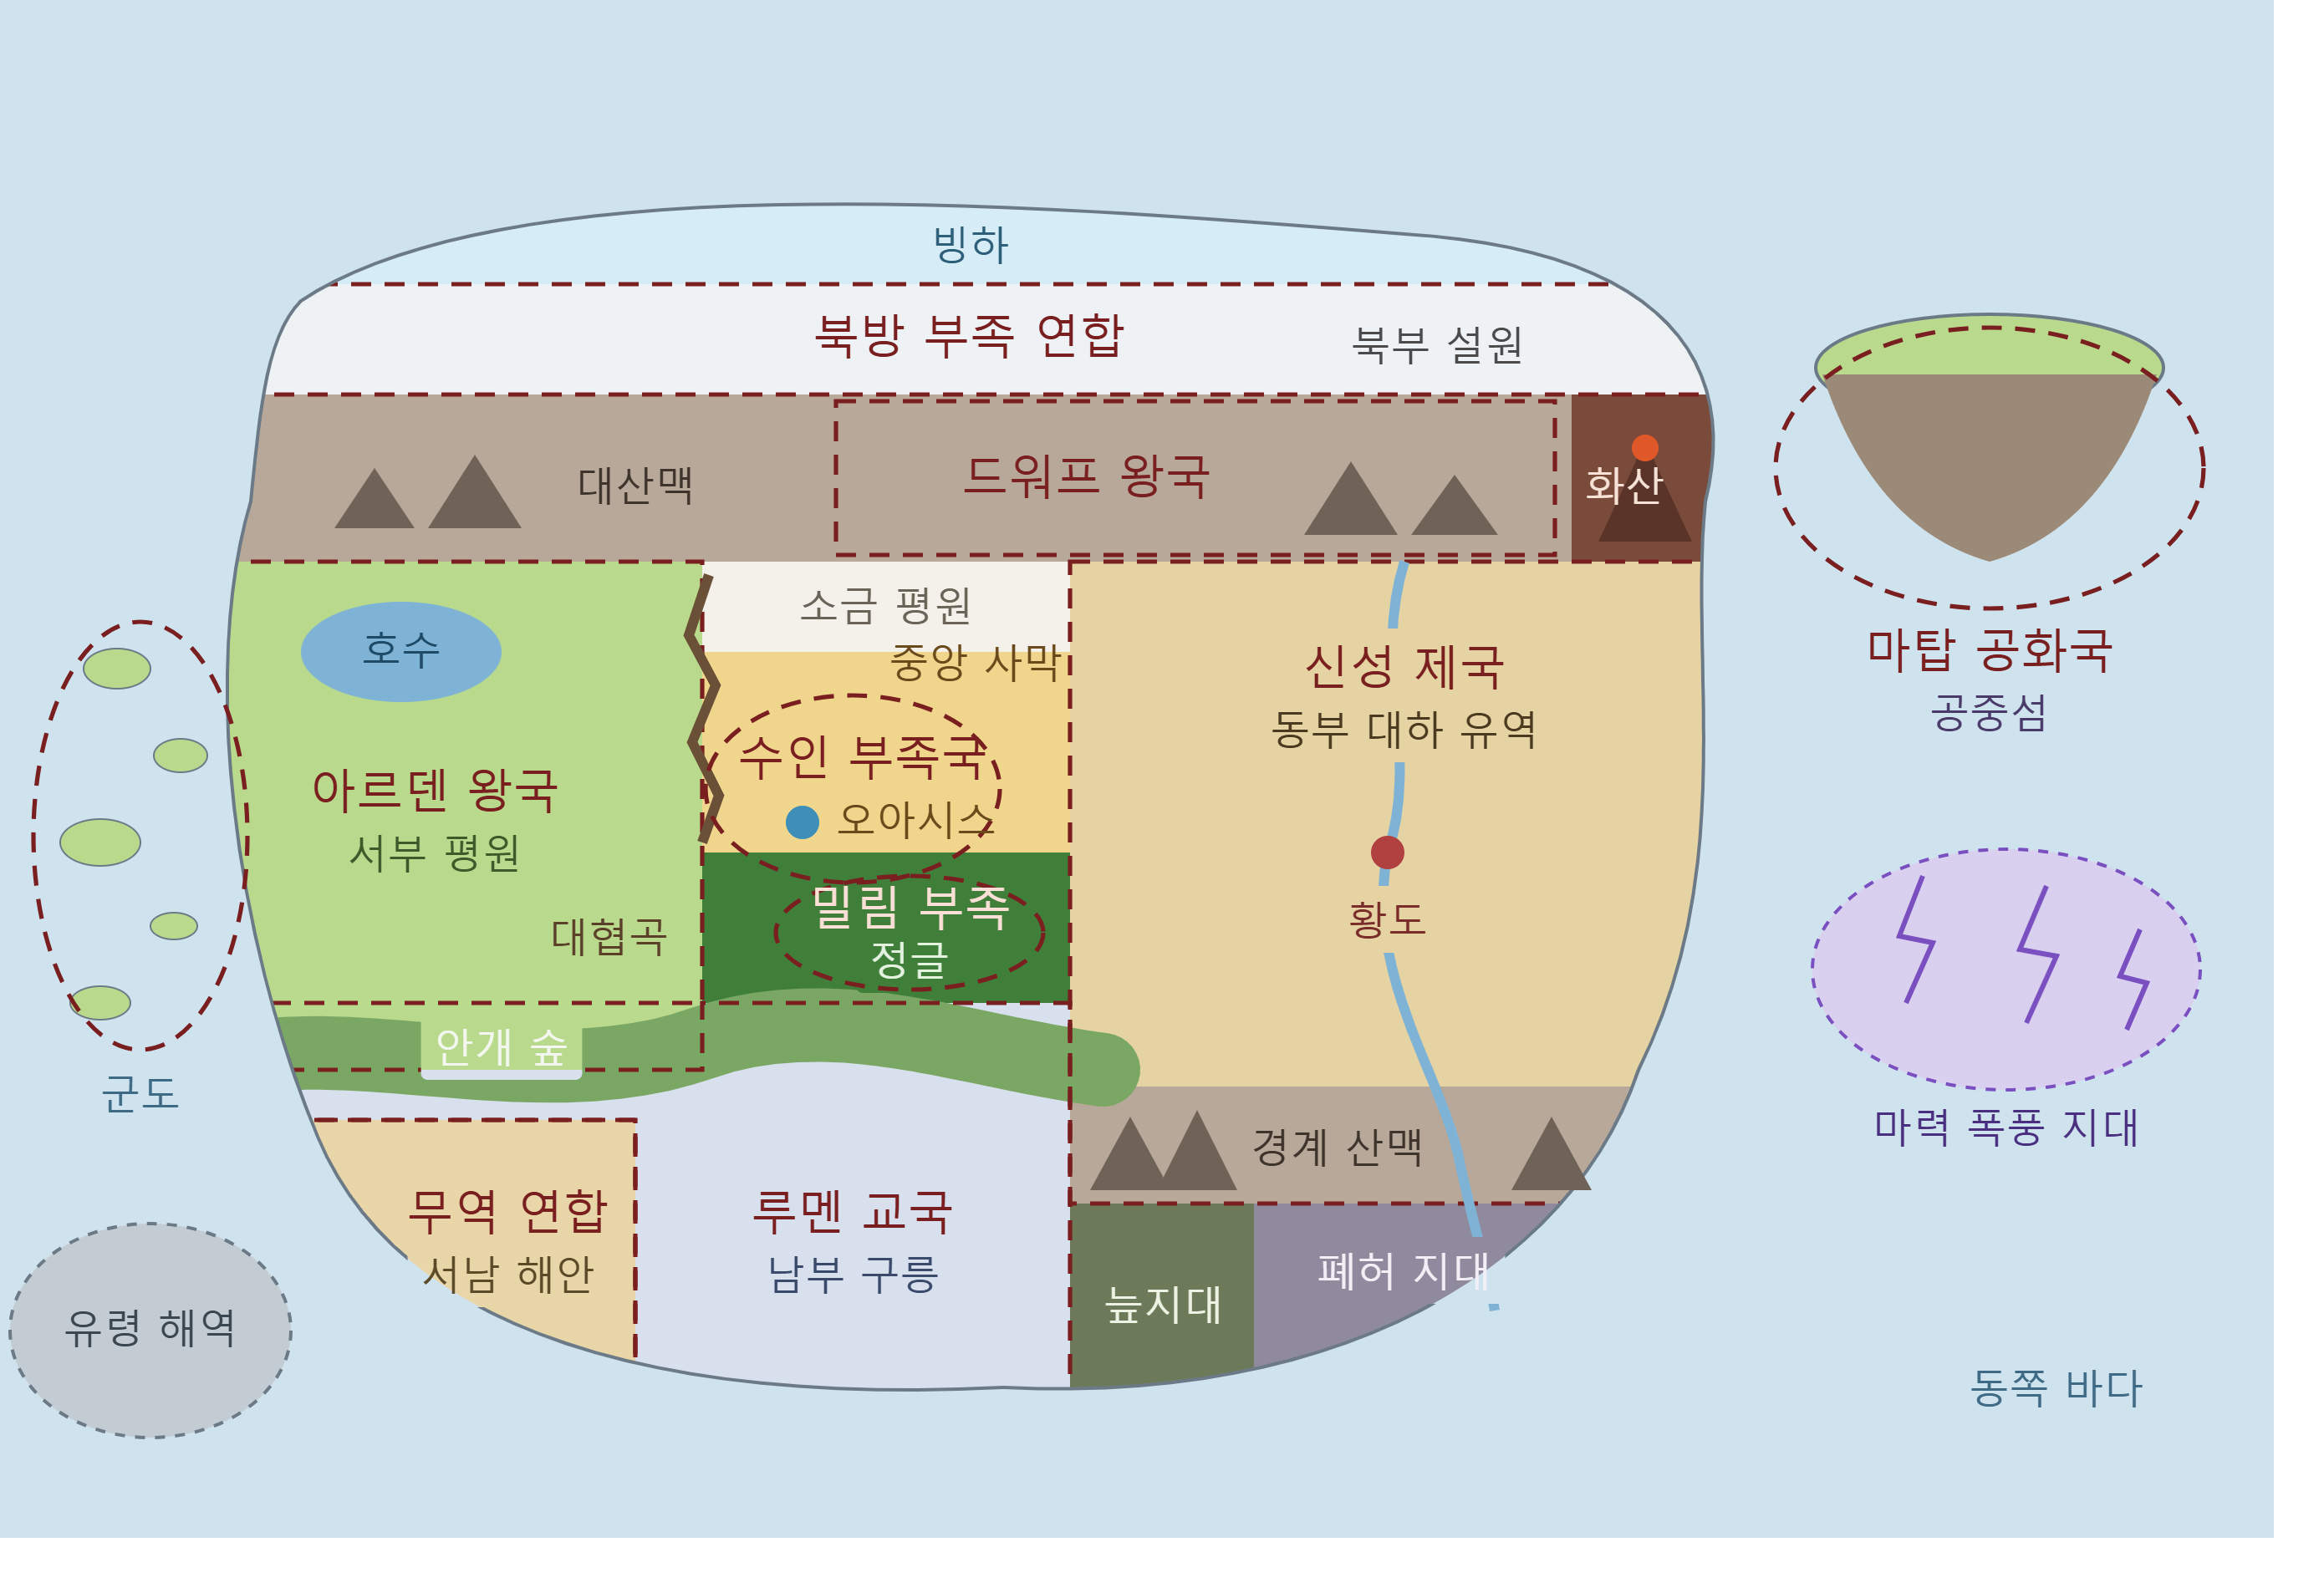 빙하
북방 부족 연합
북부 설원
대산맥
드워프 왕국
화산
소금 평원
호수
중앙 사막
신성 제국
마탑 공화국
동부 대하 유역
공중섬
수인 부족국
아르덴 왕국
오아시스
서부 평원
밀림 부족
황도
대협곡
정글
안개 숲
군도
마력 폭풍 지대
경계 산맥
무역 연합
루멘 교국
서남 해안
남부 구릉
폐허 지대
늪지대
유령 해역
동쪽 바다